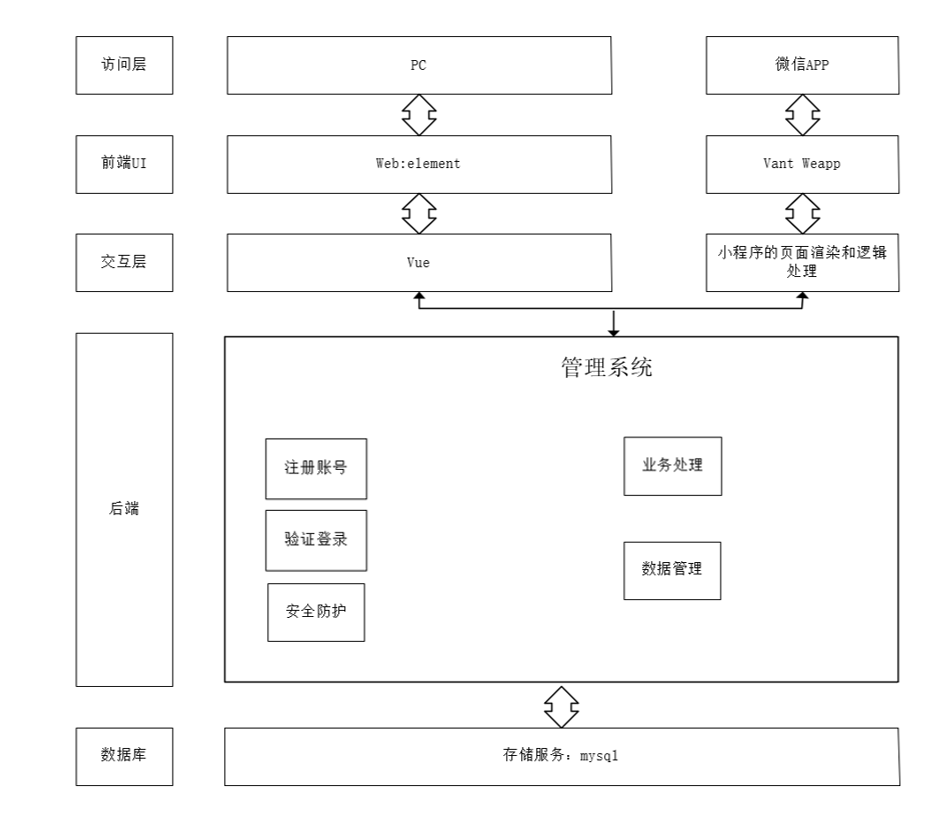 访问层
PC
微信APP
前端UI
Web:element
Vant Weapp
交互层
Vue
小程序的页面渲染和逻辑
处理
后端
管理系统
注册账号
业务处理
验证登录
数据管理
安全防护
数据库
存储服务：mysql